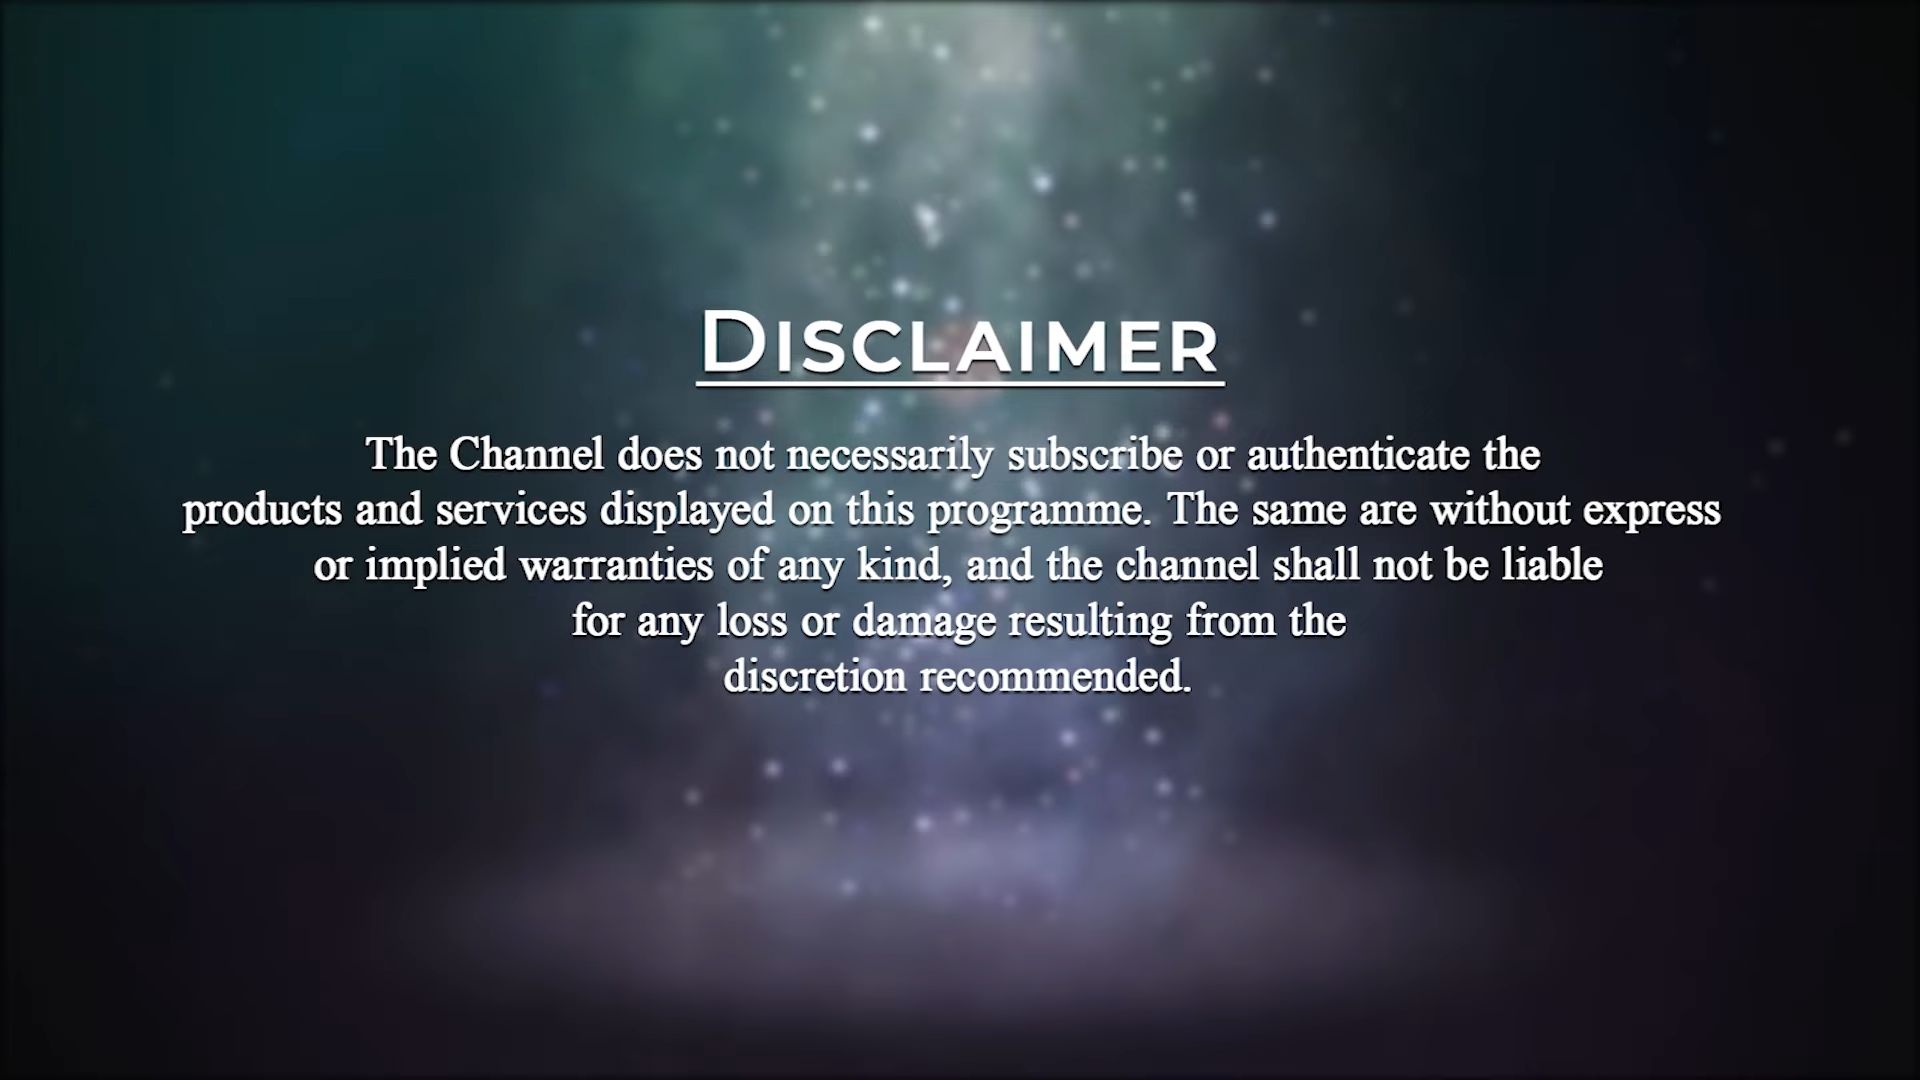 DISCLAIMER
The Channel does not necessarily subscribe or authenticate the
products and services displayed on this programme. The same are without express
or implied warranties of any kind, and the channel shall not be liable
for any loss or damage resulting from the
discretion recommended.